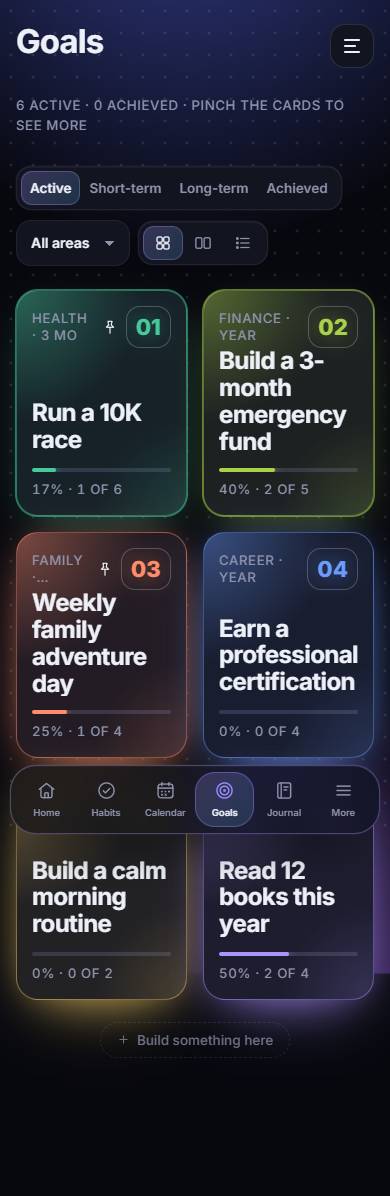 Goals
6 ACTIVE · 0 ACHIEVED · PINCH THE CARDS TO
SEE MORE
Active Short-term Long-term Achieved
All areas
HEALTH
· 3 MO
01
Run a 10K
race
17% · 1 OF 6
FINANCE ·
YEAR
02
Build a 3-
month
emergency
fund
40% · 2 OF 5
FAMILY
·...
03
Weekly
family
adventure
day
25% · 1 OF 4
CAREER ·
YEAR
04
Earn a
professional
certification
0% · 0 OF 4
Home Habits Calendar Goals Journal More
Build a calm
morning
routine
0% · 0 OF 2
Read 12
books this
year
50% · 2 OF 4
+ Build something here